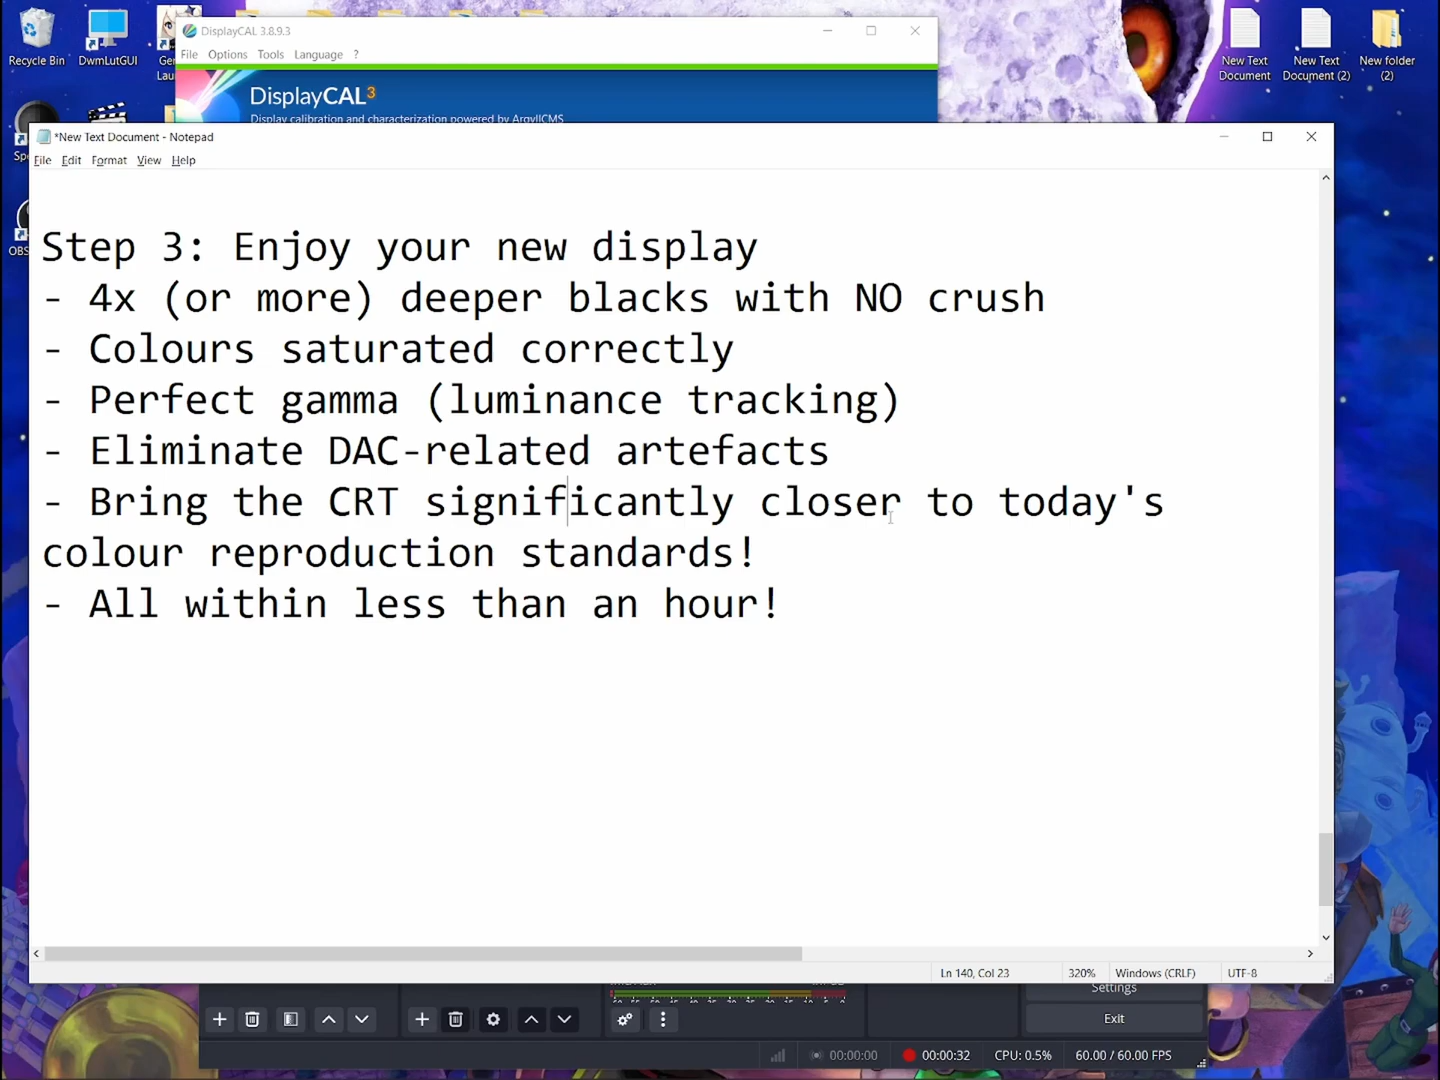 Recycle Bin
DwmLutGUI
DisplayCAL 3.8.9.3
File Options Tools Language ?
DisplayCAL3
Display calibration and characterization powered by ArgyllCMS
New Text Document
New Text Document (2)
New folder (2)
*New Text Document - Notepad
File Edit Format View Help
Step 3: Enjoy your new display
- 4x (or more) deeper blacks with NO crush
- Colours saturated correctly
- Perfect gamma (luminance tracking)
- Eliminate DAC-related artefacts
- Bring the CRT significantly closer to today's
colour reproduction standards!
- All within less than an hour!
Ln 140, Col 23 320% Windows (CRLF) UTF-8
Settings
Exit
00:00:00 00:00:32 CPU: 0.5% 60.00 / 60.00 FPS